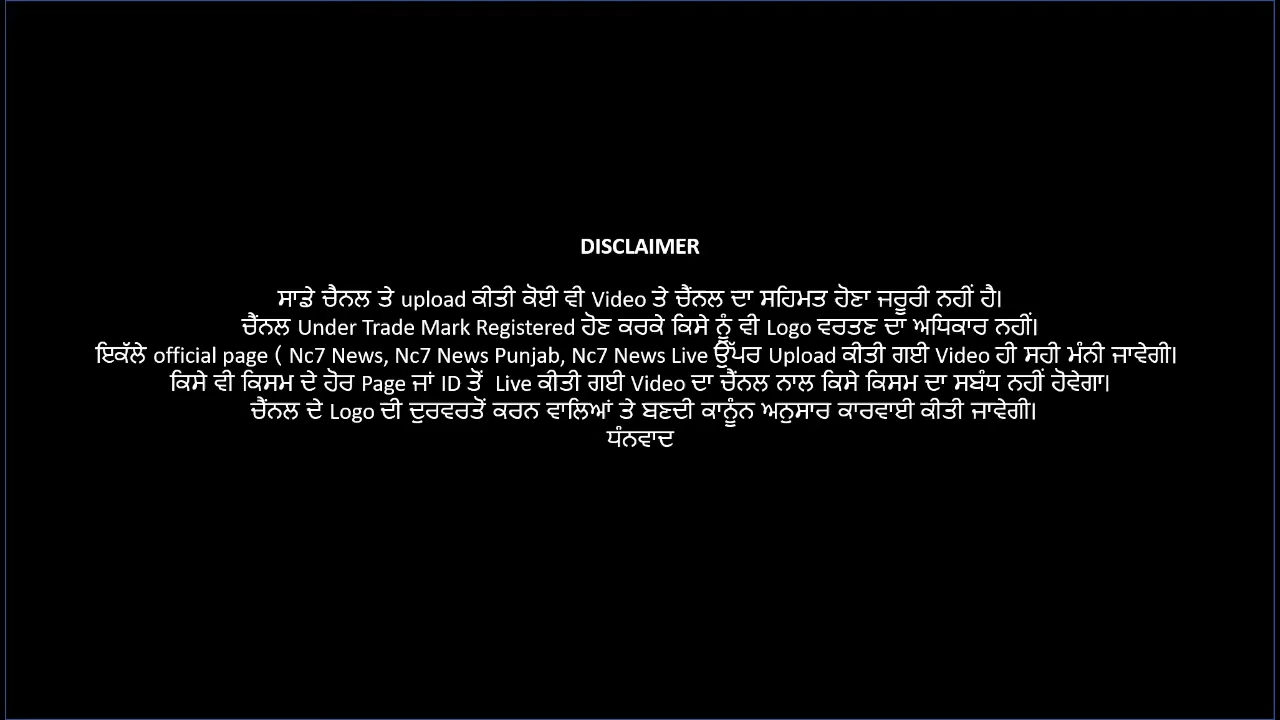 DISCLAIMER
ਸਾਡੇ ਚੈਨਲ ਤੇ upload ਕੀਤੀ ਕੋਈ ਵੀ Video ਤੇ ਚੈਂਨਲ ਦਾ ਸਹਿਮਤ ਹੋਣਾ ਜਰੂਰੀ ਨਹੀਂ ਹੈ।
ਚੈਂਨਲ Under Trade Mark Registered ਹੋਣ ਕਰਕੇ ਕਿਸੇ ਨੂੰ ਵੀ Logo ਵਰਤਣ ਦਾ ਅਧਿਕਾਰ ਨਹੀਂ।
ਇਕੱਲੇ official page ( Nc7 News, Nc7 News Punjab, Nc7 News Live ਉੱਪਰ Upload ਕੀਤੀ ਗਈ Video ਹੀ ਸਹੀ ਮੰਨੀ ਜਾਵੇਗੀ।
ਕਿਸੇ ਵੀ ਕਿਸਮ ਦੇ ਹੋਰ Page ਜਾਂ ID ਤੋਂ Live ਕੀਤੀ ਗਈ Video ਦਾ ਚੈਂਨਲ ਨਾਲ ਕਿਸੇ ਕਿਸਮ ਦਾ ਸਬੰਧ ਨਹੀਂ ਹੋਵੇਗਾ।
ਚੈਂਨਲ ਦੇ Logo ਦੀ ਦੁਰਵਰਤੋਂ ਕਰਨ ਵਾਲਿਆਂ ਤੇ ਬਣਦੀ ਕਾਨੂੰਨ ਅਨੁਸਾਰ ਕਾਰਵਾਈ ਕੀਤੀ ਜਾਵੇਗੀ।
ਧੰਨਵਾਦ